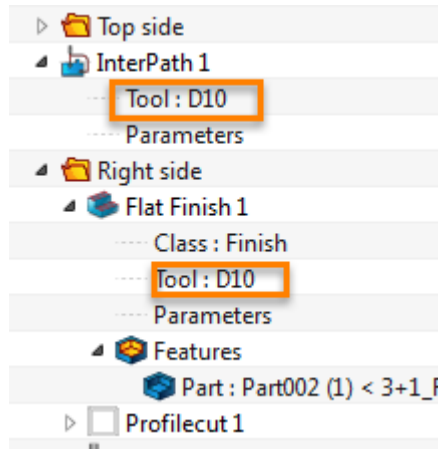 Top side
InterPath 1
Tool : D10
Parameters
Right side
Flat Finish 1
Class : Finish
Tool : D10
Parameters
Features
Part : Part002 (1) < 3+1_
Profilecut 1